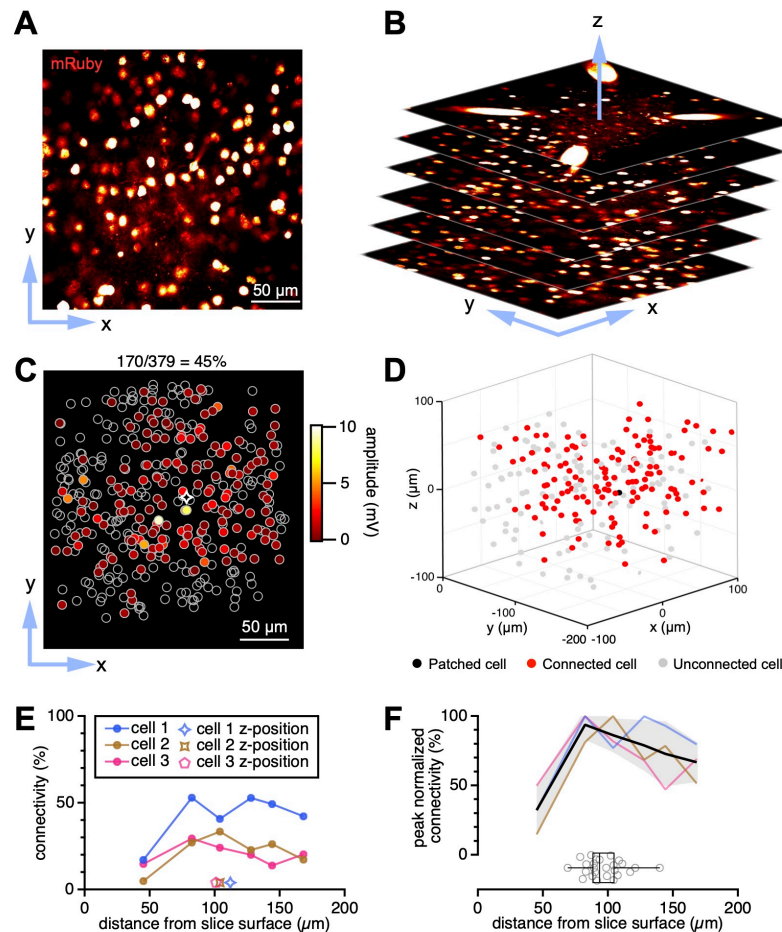 A
mRuby
y
x
50 µm
B
z
y
x
C
170/379 = 45%
y
x
50 µm
10
5
0
amplitude (mV)
D
100
0
-100
z (µm)
0
-100
-200
y (µm)
-100
0
100
x (µm)
Patched cell
Connected cell
Unconnected cell
E
100
50
0
connectivity (%)
cell 1
cell 1 z-position
cell 2
cell 2 z-position
cell 3
cell 3 z-position
0
50
100
150
200
distance from slice surface (µm)
F
100
50
0
peak normalized
connectivity (%)
0
50
100
150
200
distance from slice surface (µm)